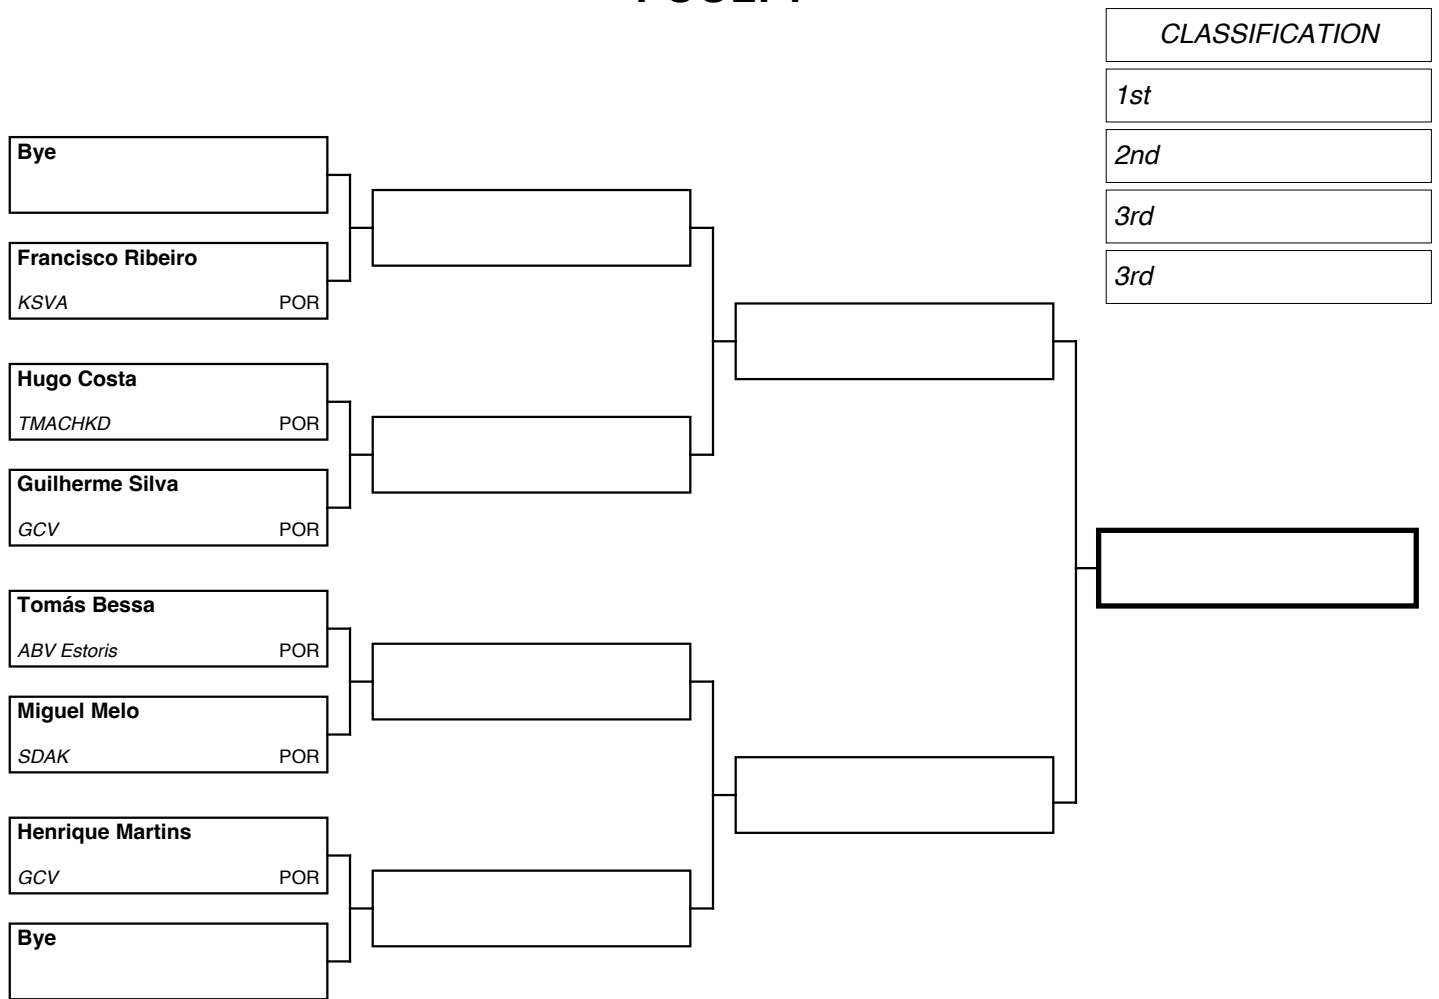 CLASSIFICATION
1st
2nd
3rd
3rd
Bye
Francisco Ribeiro
KSVA POR
Hugo Costa
TMACHKD POR
Guilherme Silva
GCV POR
Tomás Bessa
ABV Estoris POR
Miguel Melo
SDAK POR
Henrique Martins
GCV POR
Bye